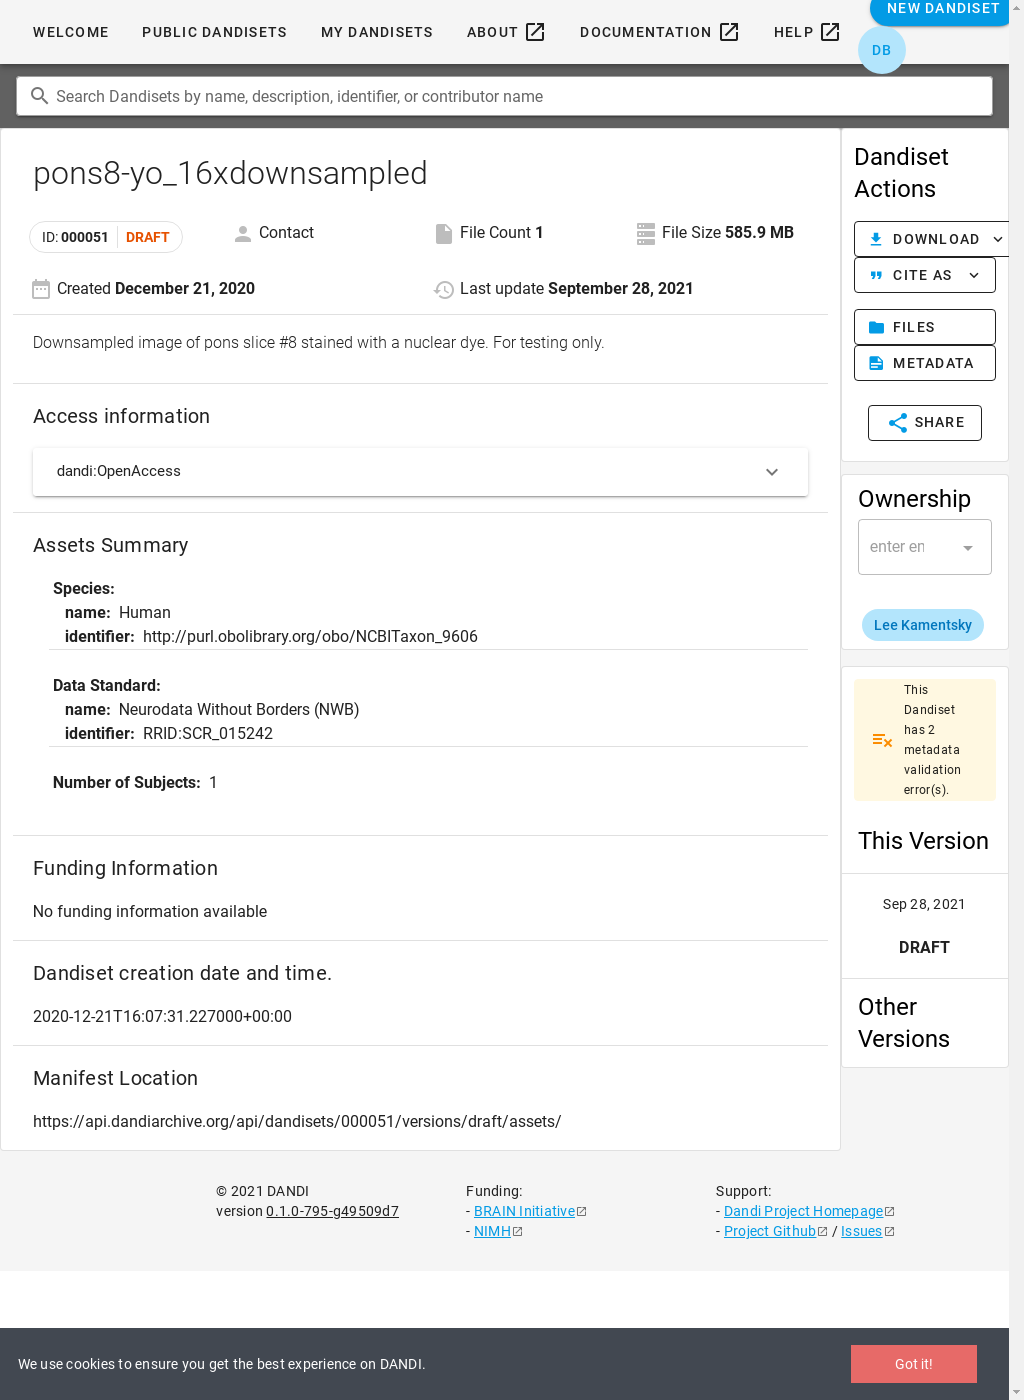 WELCOME PUBLIC DANDISETS MY DANDISETS ABOUT DOCUMENTATION HELP NEW DANDISET
DB
Search Dandisets by name, description, identifier, or contributor name
pons8-yo_16xdownsampled
ID: 000051 DRAFT Contact File Count 1 File Size 585.9 MB
Created December 21, 2020 Last update September 28, 2021
Downsampled image of pons slice #8 stained with a nuclear dye. For testing only.
Access information
dandi:OpenAccess
Assets Summary
Species:
name: Human
identifier: http://purl.obolibrary.org/obo/NCBITaxon_9606
Data Standard:
name: Neurodata Without Borders (NWB)
identifier: RRID:SCR_015242
Number of Subjects: 1
Funding Information
No funding information available
Dandiset creation date and time.
2020-12-21T16:07:31.227000+00:00
Manifest Location
https://api.dandiarchive.org/api/dandisets/000051/versions/draft/assets/
Dandiset
Actions
DOWNLOAD
CITE AS
FILES
METADATA
SHARE
Ownership
enter en
Lee Kamentsky
This
Dandiset
has 2
metadata
validation
error(s).
This Version
Sep 28, 2021
DRAFT
Other
Versions
© 2021 DANDI
version 0.1.0-795-g49509d7
Funding:
- BRAIN Initiative
- NIMH
Support:
- Dandi Project Homepage
- Project Github / Issues
We use cookies to ensure you get the best experience on DANDI.
Got it!